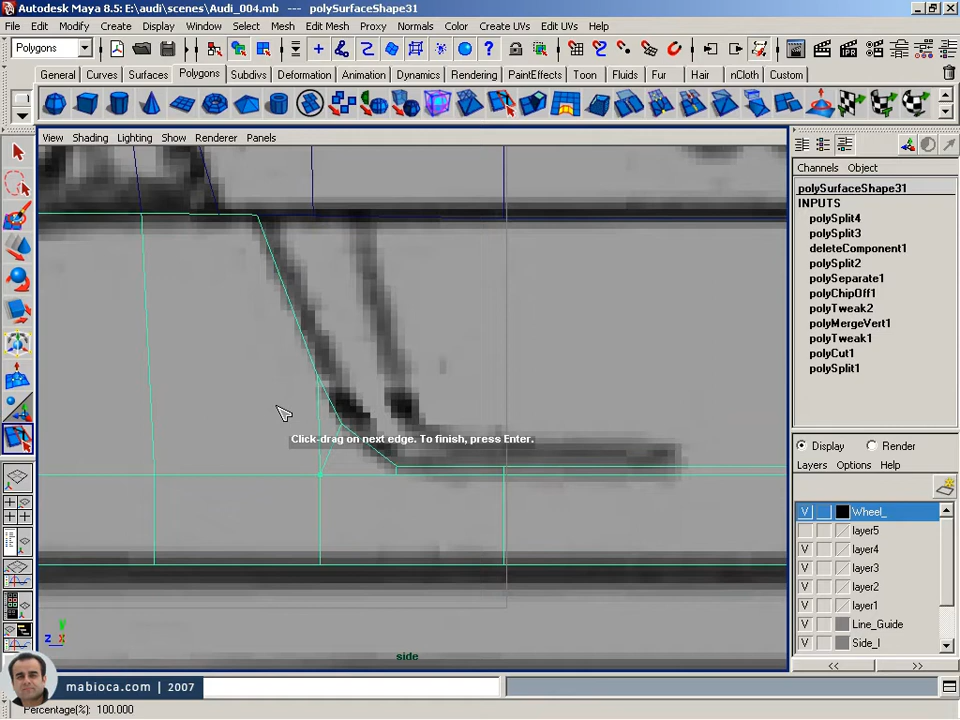 Autodesk Maya 8.5: E:\audi\scenes\Audi_004.mb --- polySurfaceShape31
File Edit Modify Create Display Window Select Mesh Edit Mesh Proxy Normals Color Create UVs Edit UVs Help
Polygons
General Curves Surfaces Polygons Subdivs Deformation Animation Dynamics Rendering PaintEffects Toon Fluids Fur Hair nCloth Custom
View Shading Lighting Show Renderer Panels
Channels Object
polySurfaceShape31
INPUTS
polySplit4
polySplit3
deleteComponent1
polySplit2
polySeparate1
polyChipOff1
polyTweak2
polyMergeVert1
polyTweak1
polyCut1
polySplit1
Click-drag on next edge. To finish, press Enter.
Display Render
Layers Options Help
V Wheel_
layer5
V layer4
V layer3
V layer2
V layer1
V Line_Guide
V Side_l
y
z x
side
<< >>
mabioca.com | 2007
Percentage(%): 100.000